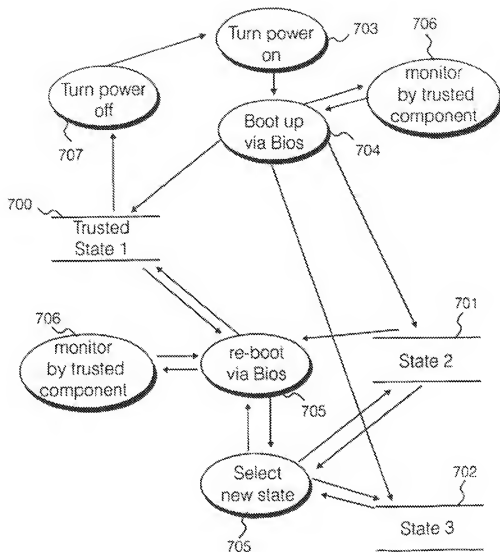 Turn power
on
703
706
monitor
by trusted
component
Turn power
off
707
Boot up
via Bios
704
700
Trusted
State 1
701
State 2
706
monitor
by trusted
component
re-boot
via Bios
705
Select
new state
705
702
State 3